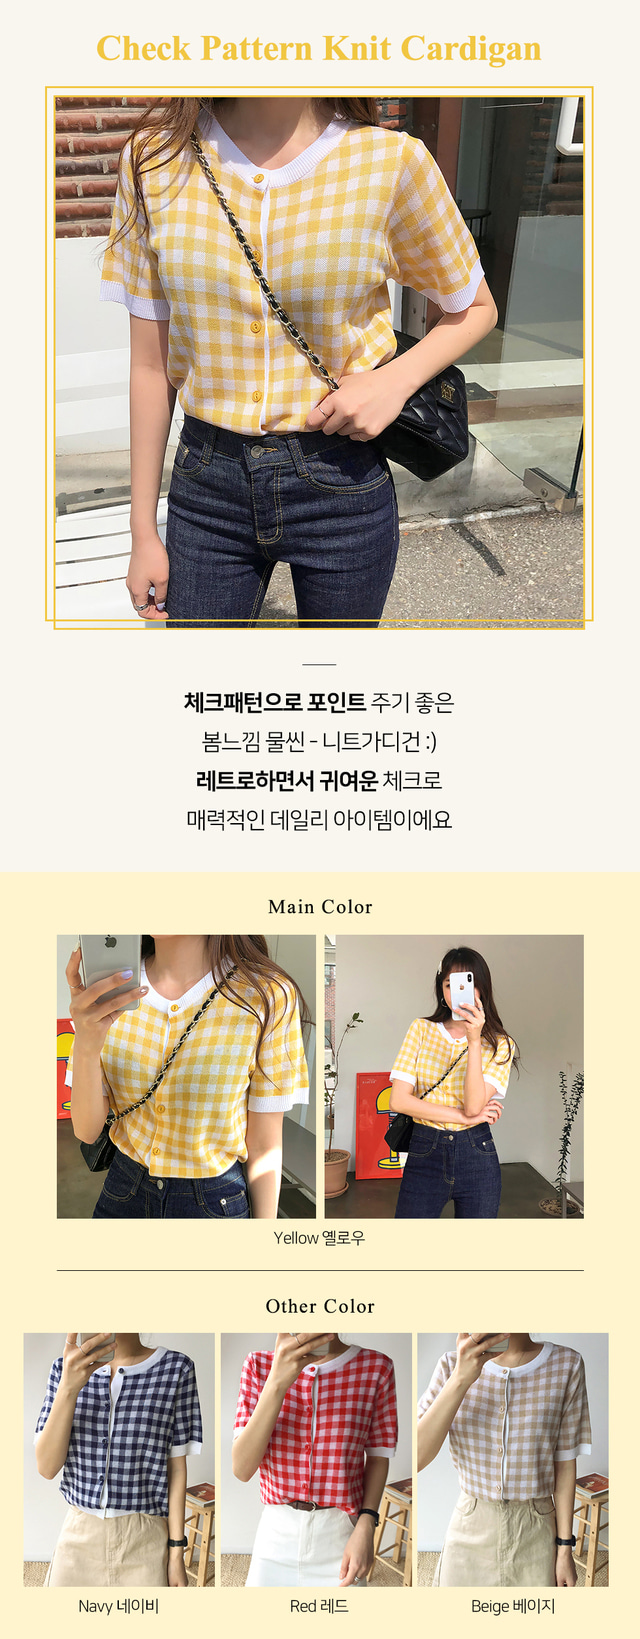 Check Pattern Knit Cardigan
체크패턴으로 포인트 주기 좋은
봄느낌 물씬 - 니트가디건 :)
레트로하면서 귀여운 체크로
매력적인 데일리 아이템이에요
Main Color
Yellow 옐로우
Other Color
Navy 네이비
Red 레드
Beige 베이지